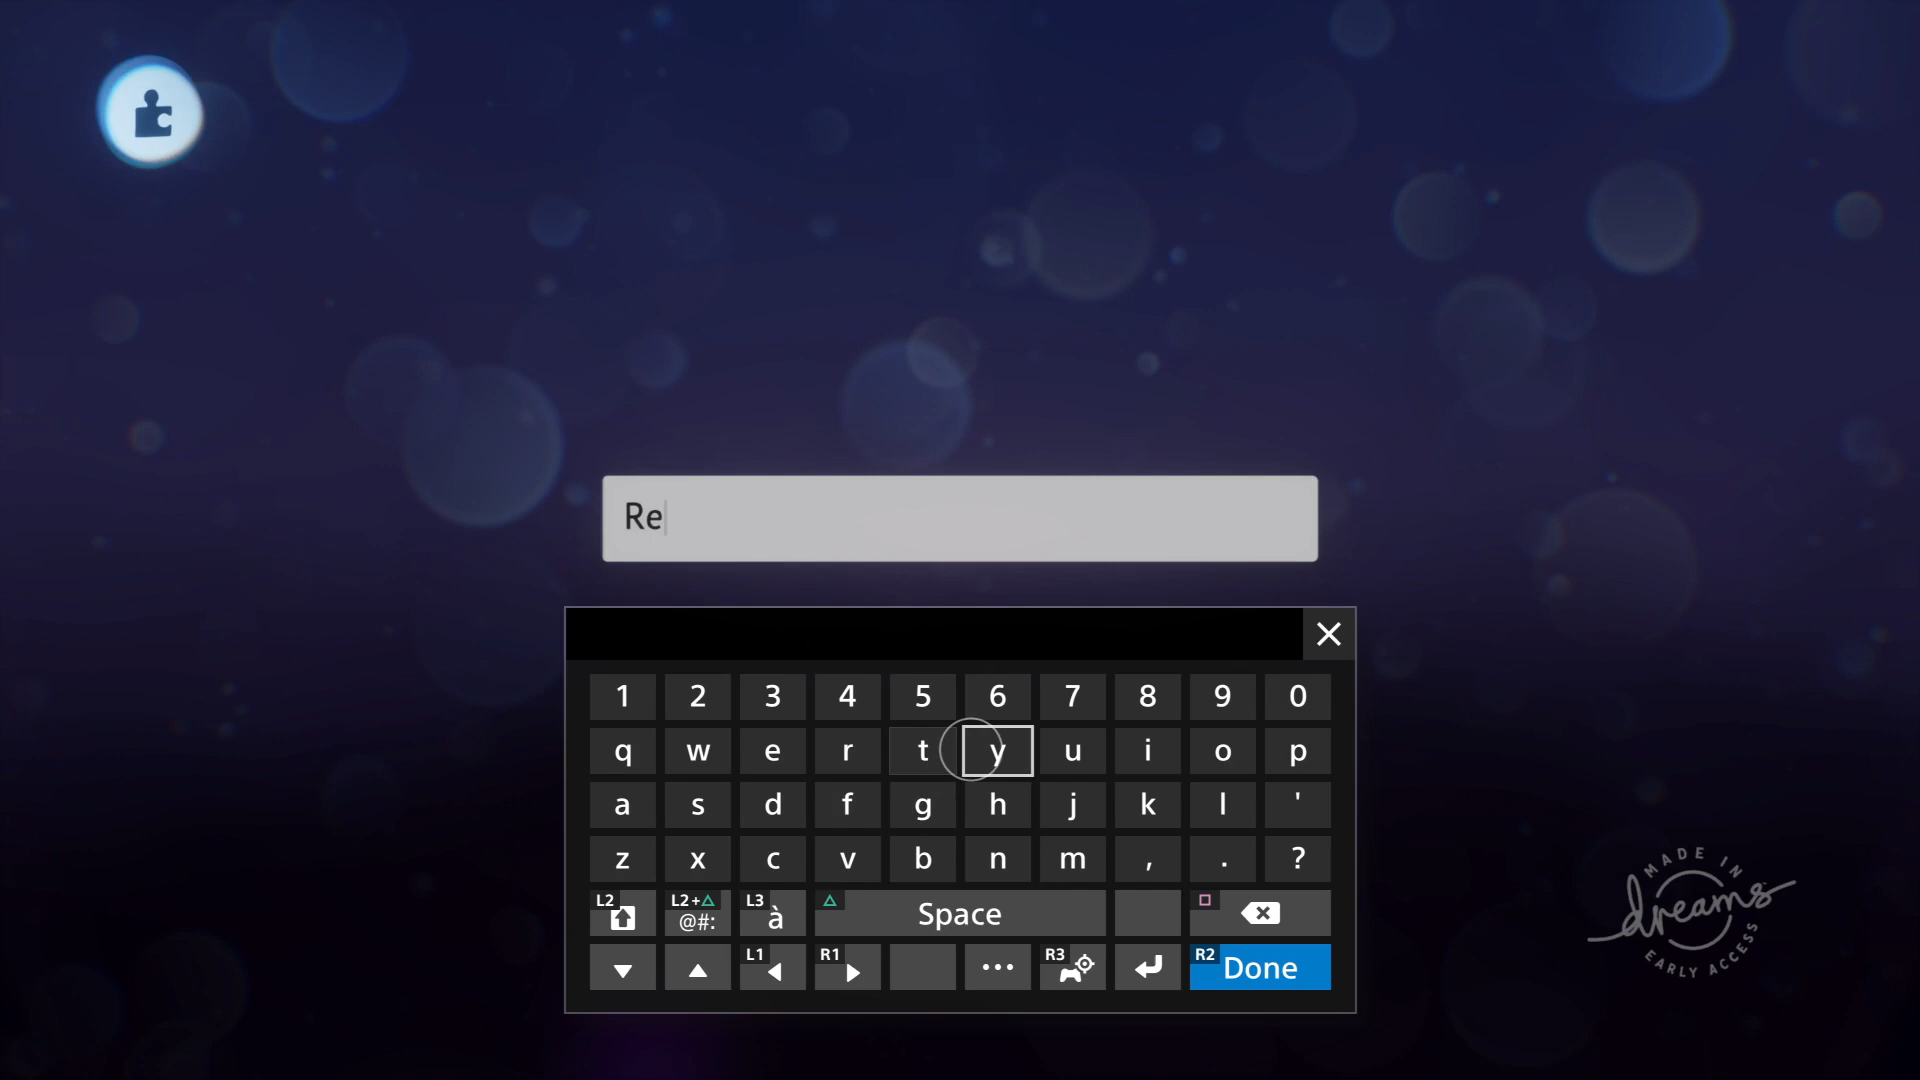 Re
1 2 3 4 5 6 7 8 9 0
q w e r t y u i o p
a s d f g h j k l '
z x c v b n m , . ?
L2 L2+△ @#: L3 à △ Space □
L1 R1 ... R3 R2 Done
MADE IN
dreams
EARLY ACCESS